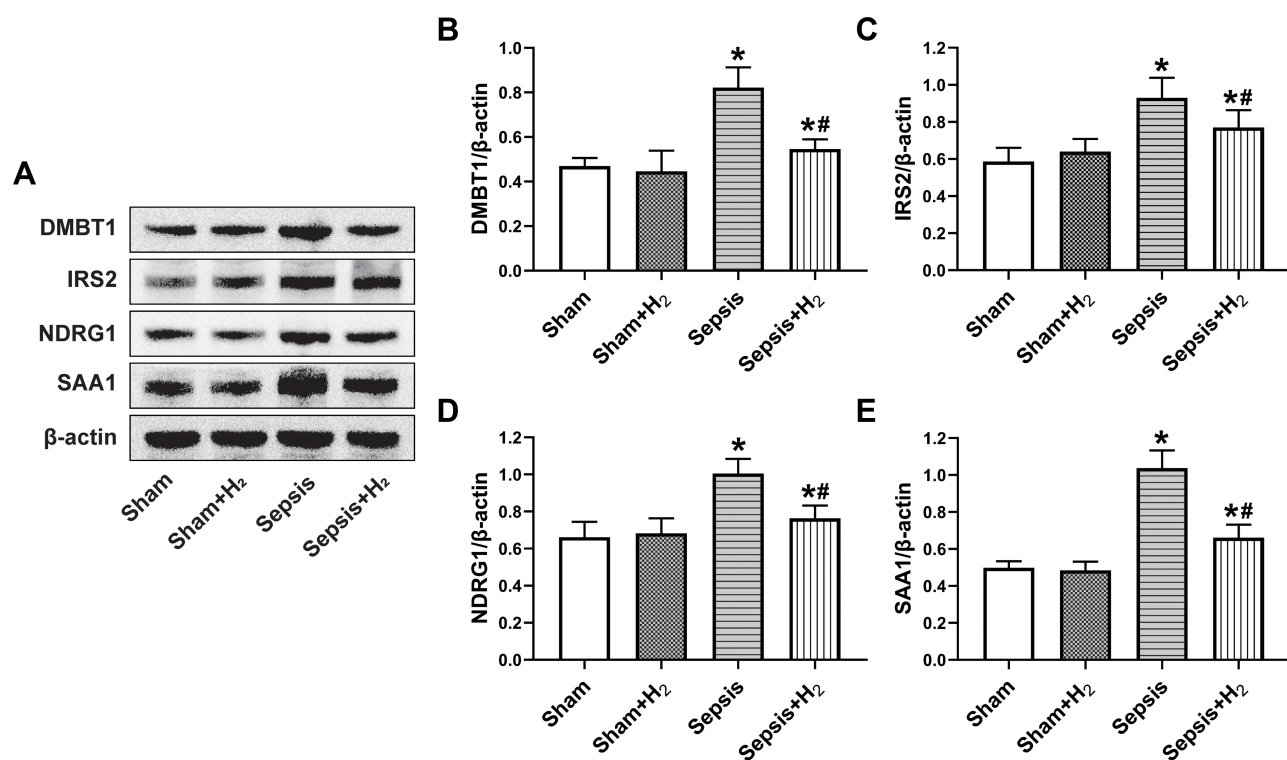 A
DMBT1
IRS2
NDRG1
SAA1
β-actin
Sham
Sham+H₂
Sepsis
Sepsis+H₂
B
DMBT1/β-actin
1.0
0.8
0.6
0.4
0.2
0.0
*
*#
Sham
Sham+H₂
Sepsis
Sepsis+H₂
C
IRS2/β-actin
1.2
1.0
0.8
0.6
0.4
0.2
0.0
*
*#
Sham
Sham+H₂
Sepsis
Sepsis+H₂
D
NDRG1/β-actin
1.2
1.0
0.8
0.6
0.4
0.2
0.0
*
*#
Sham
Sham+H₂
Sepsis
Sepsis+H₂
E
SAA1/β-actin
1.2
1.0
0.8
0.6
0.4
0.2
0.0
*
*#
Sham
Sham+H₂
Sepsis
Sepsis+H₂